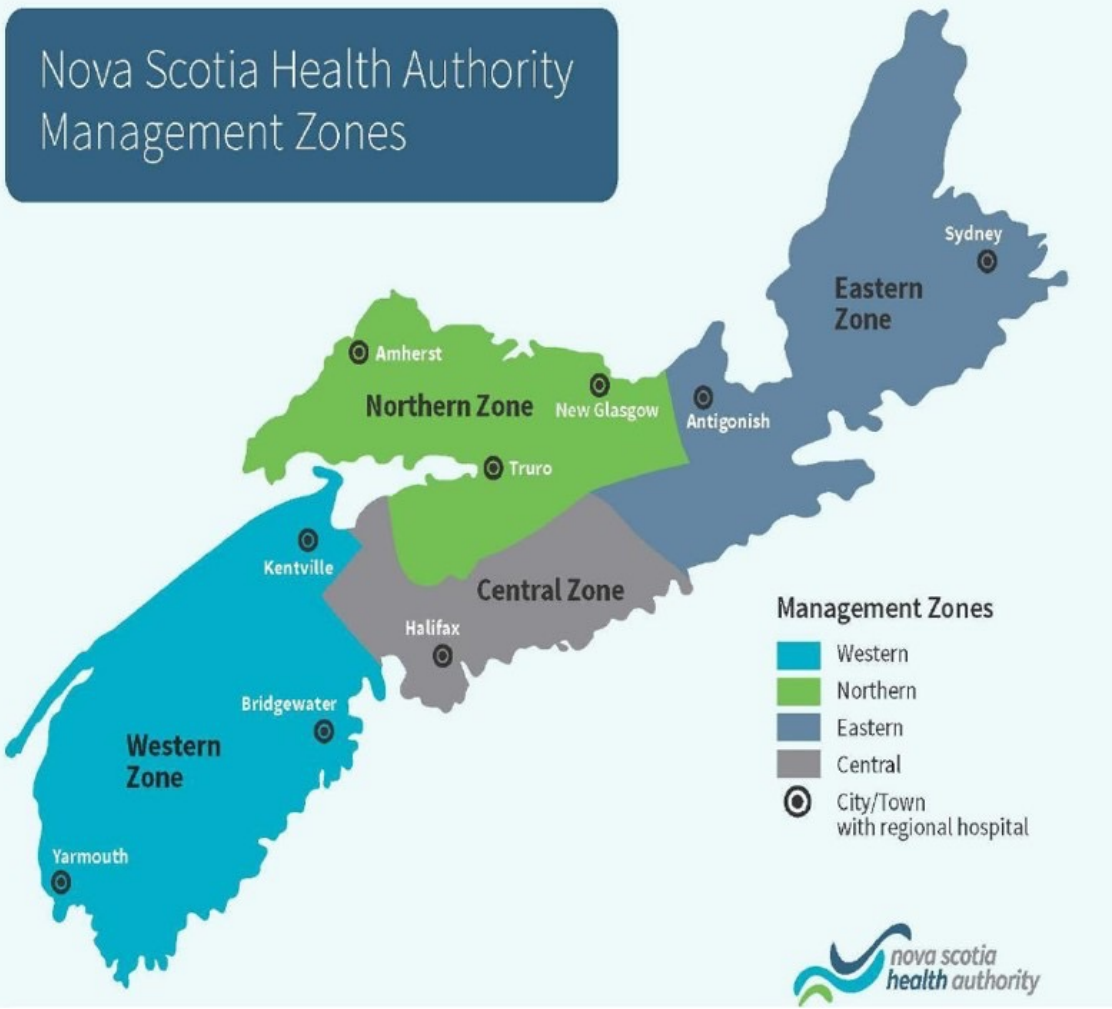 Nova Scotia Health Authority
Management Zones
Sydney
Eastern
Zone
Amherst
Northern Zone
New Glasgow
Antigonish
Truro
Kentville
Central Zone
Halifax
Bridgewater
Western
Zone
Yarmouth
Management Zones
Western
Northern
Eastern
Central
City/Town
with regional hospital
nova scotia
health authority